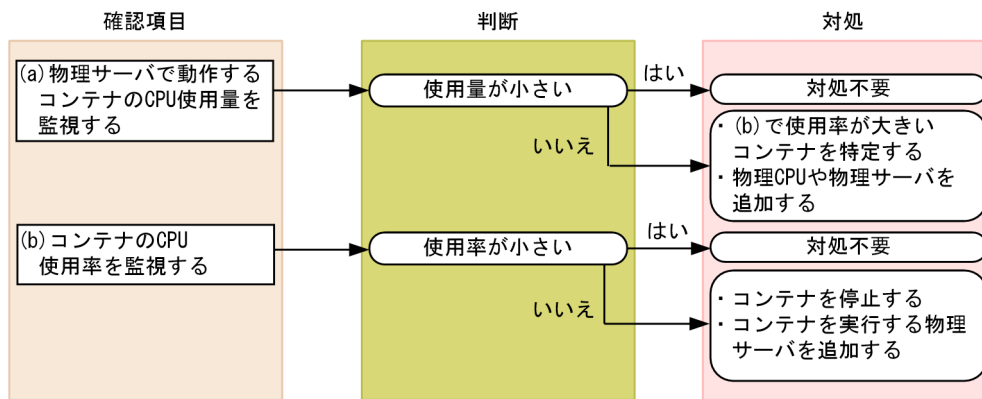 確認項目
判断
対処
(a)物理サーバで動作する
コンテナのCPU使用量を
監視する
使用量が小さい
はい
対処不要
いいえ
・(b)で使用率が大きい
コンテナを特定する
・物理CPUや物理サーバを
追加する
(b)コンテナのCPU
使用率を監視する
使用率が小さい
はい
対処不要
いいえ
・コンテナを停止する
・コンテナを実行する物理
サーバを追加する